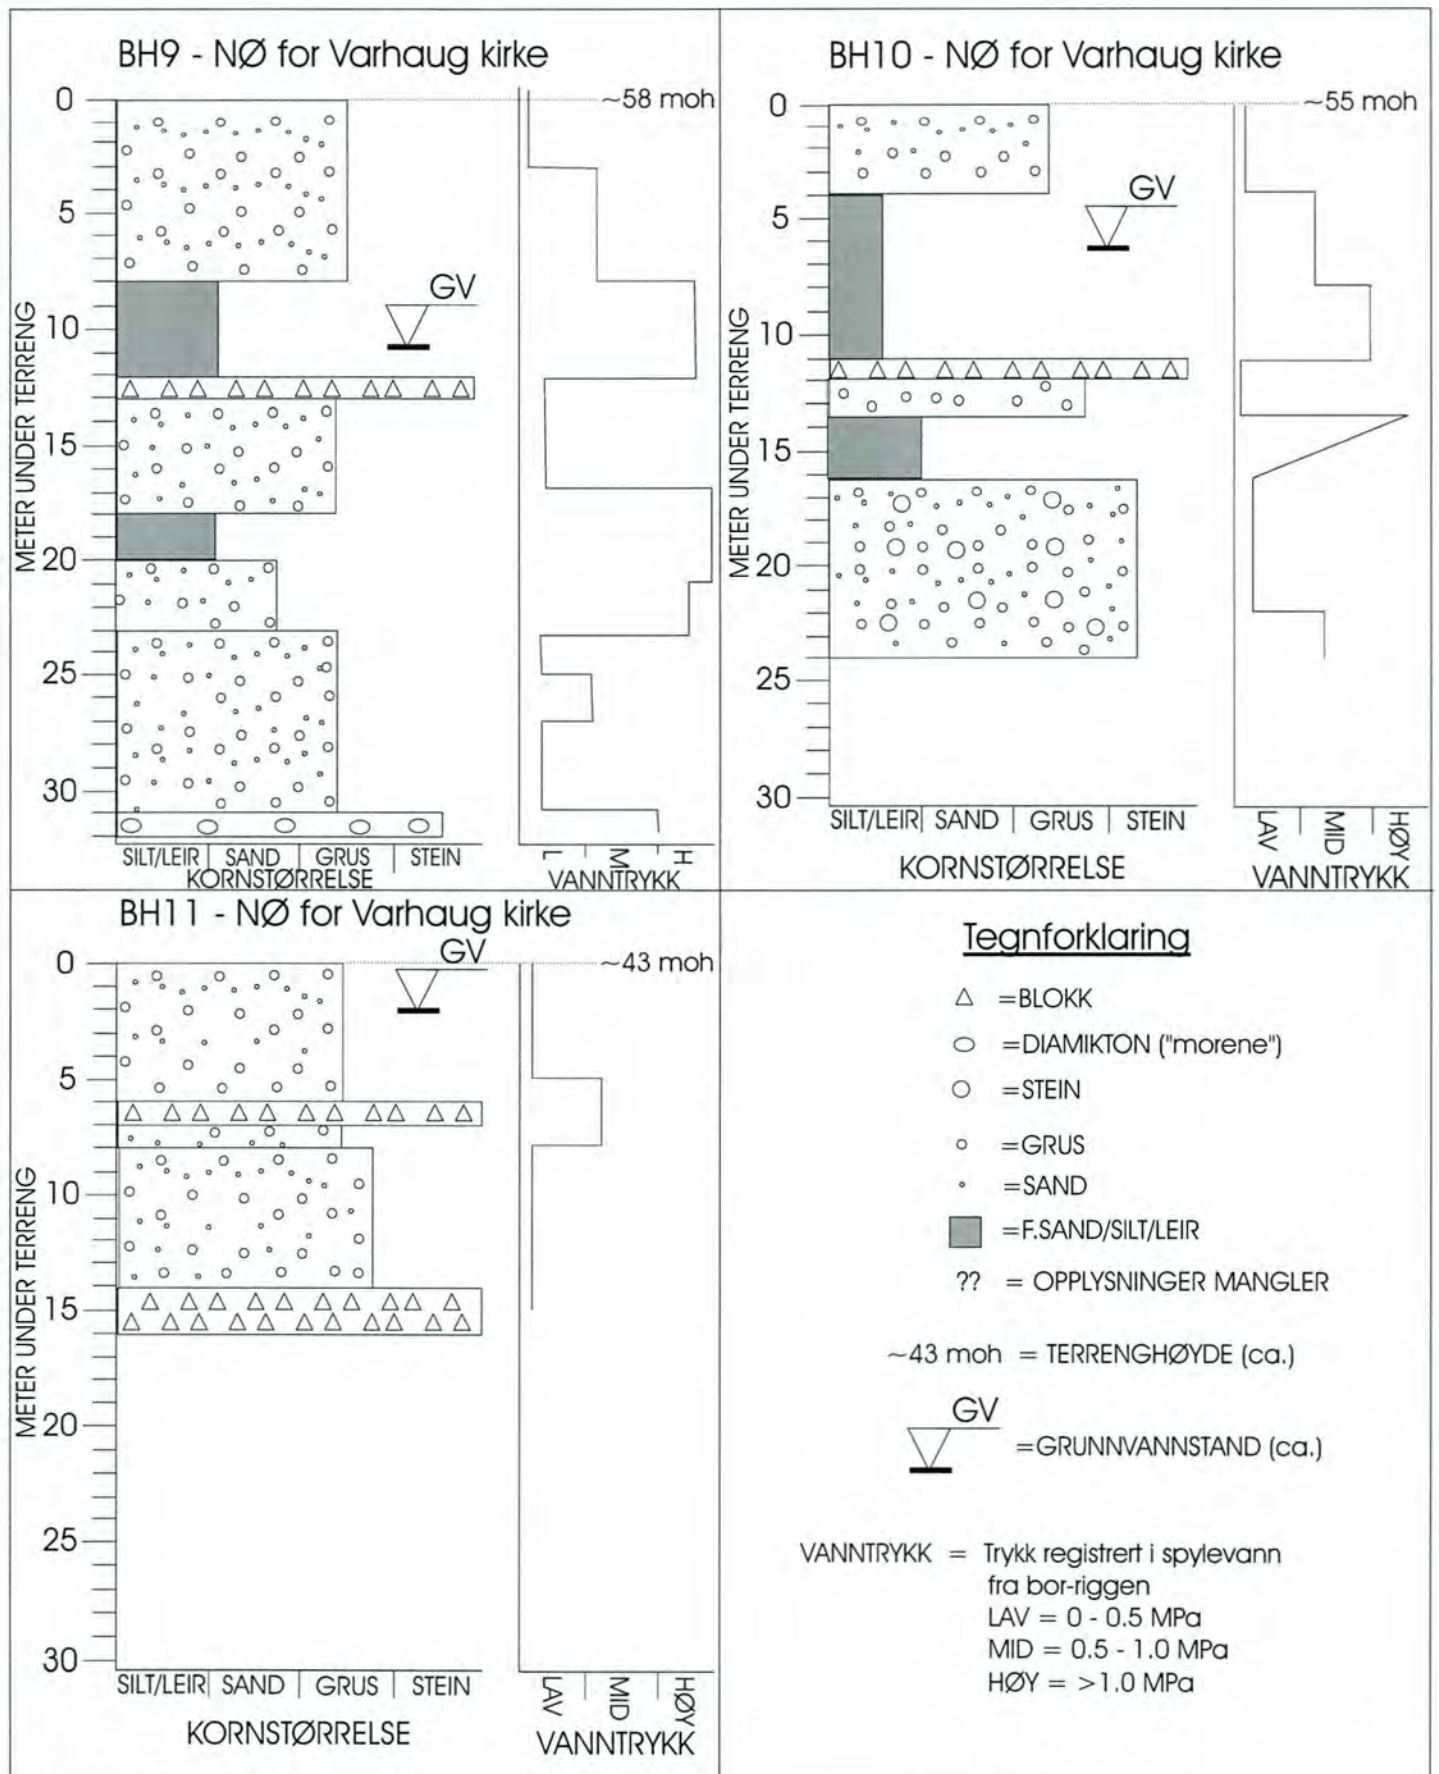 BH9 - NØ for Varhaug kirke
~58 moh
0
5
10
15
20
25
30
METER UNDER TERRENG
GV
SILT/LEIR SAND GRUS STEIN
KORNSTØRRELSE
L M H
VANNTRYKK
BH10 - NØ for Varhaug kirke
~55 moh
0
5
10
15
20
25
30
METER UNDER TERRENG
GV
SILT/LEIR SAND GRUS STEIN
KORNSTØRRELSE
LAV MID HØY
VANNTRYKK
BH11 - NØ for Varhaug kirke
GV
~43 moh
0
5
10
15
20
25
30
METER UNDER TERRENG
SILT/LEIR SAND GRUS STEIN
KORNSTØRRELSE
LAV MID HØY
VANNTRYKK
Tegnforklaring
=BLOKK
=DIAMIKTON ("morene")
=STEIN
=GRUS
=SAND
=F.SAND/SILT/LEIR
?? = OPPLYSNINGER MANGLER
~43 moh = TERRENGHØYDE (ca.)
GV
=GRUNNVANNSTAND (ca.)
VANNTRYKK = Trykk registrert i spylevann
fra bor-riggen
LAV = 0 - 0.5 MPa
MID = 0.5 - 1.0 MPa
HØY = >1.0 MPa